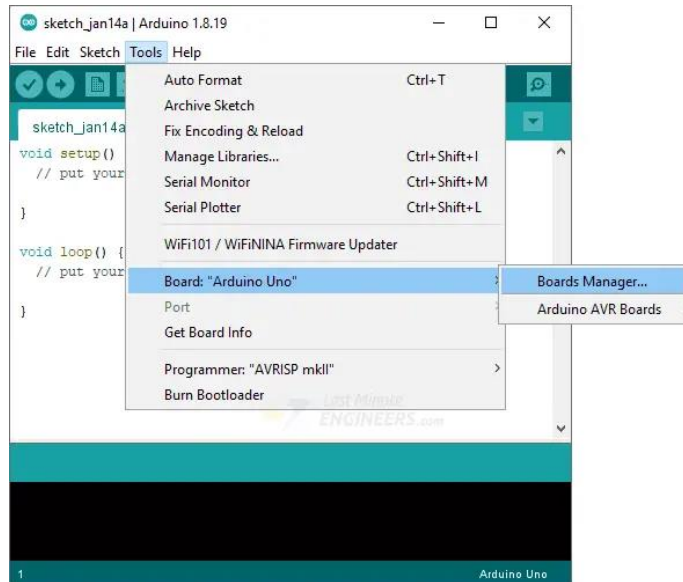 sketch_jan14a | Arduino 1.8.19
File Edit Sketch Tools Help
Auto Format Ctrl+T
Archive Sketch
sketch_jan14a
Fix Encoding & Reload
void setup()
Manage Libraries... Ctrl+Shift+I
// put your
Serial Monitor Ctrl+Shift+M
Serial Plotter Ctrl+Shift+L
}
WiFi101 / WiFiNINA Firmware Updater
void loop() {
// put your
Board: "Arduino Uno" Boards Manager...
Port Arduino AVR Boards
}
Get Board Info
Programmer: "AVRISP mkII"
Burn Bootloader
Last Minute
ENGINEERS.com
1 Arduino Uno